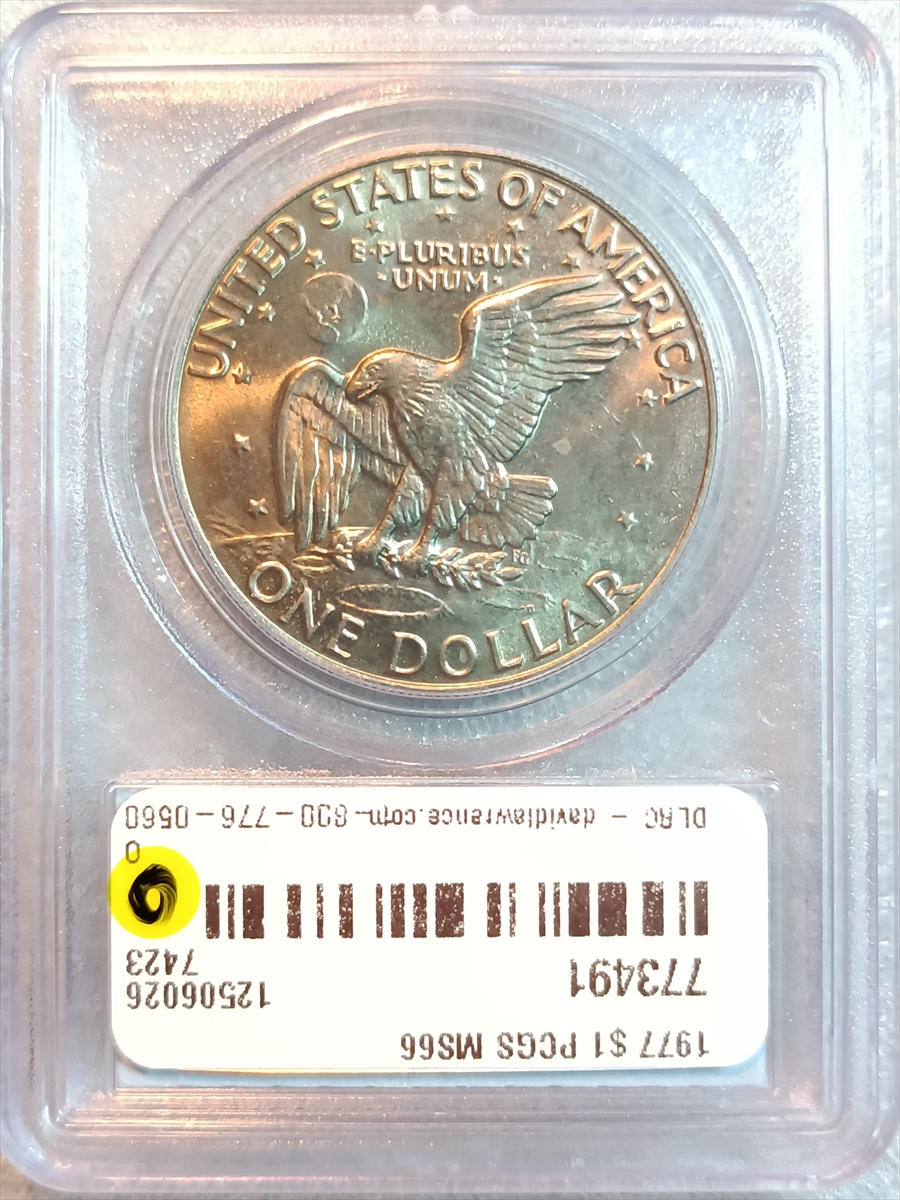 UNITED STATES OF AMERICA
E·PLURIBUS
·UNUM·
ONE DOLLAR
1977 $1 PCGS MS66
773491
12506026
7423
0
DLRC - davidlawrence.com - 800-776-0560